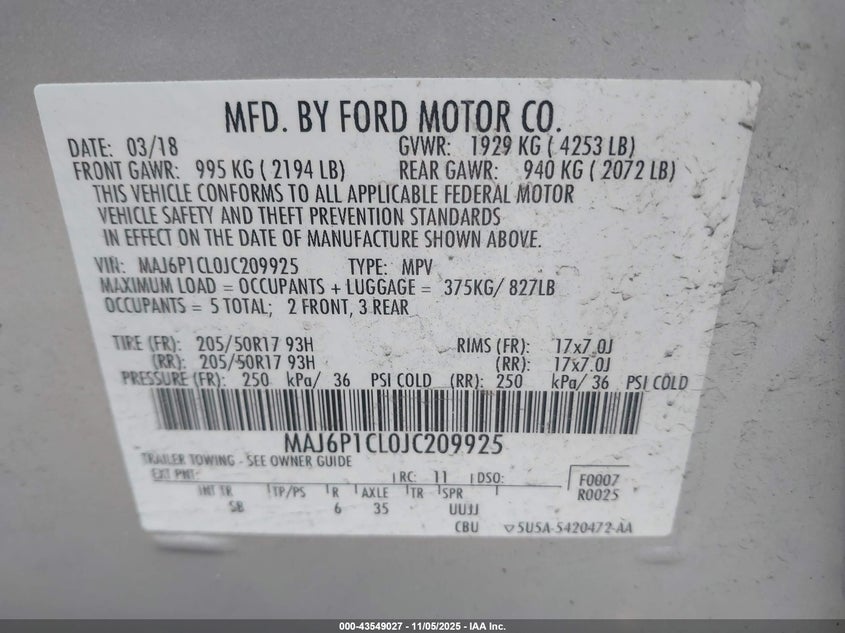 MFD. BY FORD MOTOR CO.
DATE: 03/18 GVWR: 1929 KG ( 4253 LB)
FRONT GAWR: 995 KG ( 2194 LB) REAR GAWR: 940 KG ( 2072 LB)
THIS VEHICLE CONFORMS TO ALL APPLICABLE FEDERAL MOTOR
VEHICLE SAFETY AND THEFT PREVENTION STANDARDS
IN EFFECT ON THE DATE OF MANUFACTURE SHOWN ABOVE.
VIN: MAJ6P1CL0JC209925 TYPE: MPV
MAXIMUM LOAD = OCCUPANTS + LUGGAGE = 375KG/ 827LB
OCCUPANTS = 5 TOTAL; 2 FRONT, 3 REAR
TIRE (FR): 205/50R17 93H RIMS (FR): 17x7.0J
(RR): 205/50R17 93H (RR): 17x7.0J
PRESSURE (FR): 250 kPa/ 36 PSI COLD (RR): 250 kPa/ 36 PSI COLD
MAJ6P1CL0JC209925
TRAILER TOWING - SEE OWNER GUIDE
EXT PNT: RC: 11 DSO: F0007
R0025
INT TR TP/PS R AXLE TR SPR
SB 6 35 UUJJ
CBU 5U5A-5420472-AA
000-43549027 - 11/05/2025 - IAA Inc.